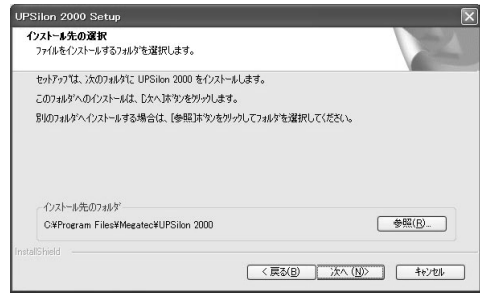 UPSilon 2000 Setup
インストール先の選択
ファイルをインストールするフォルダを選択します。
セットアップは、次のフォルダに UPSilon 2000 をインストールします。
このフォルダへのインストールは、[次へ]ボタンをクリックします。
別のフォルダへインストールする場合は、[参照]ボタンをクリックしてフォルダを選択してください。
インストール先のフォルダ
C:¥Program Files¥Megatec¥UPSilon 2000
参照(R)...
InstallShield
< 戻る(B)
次へ (N)>
キャンセル